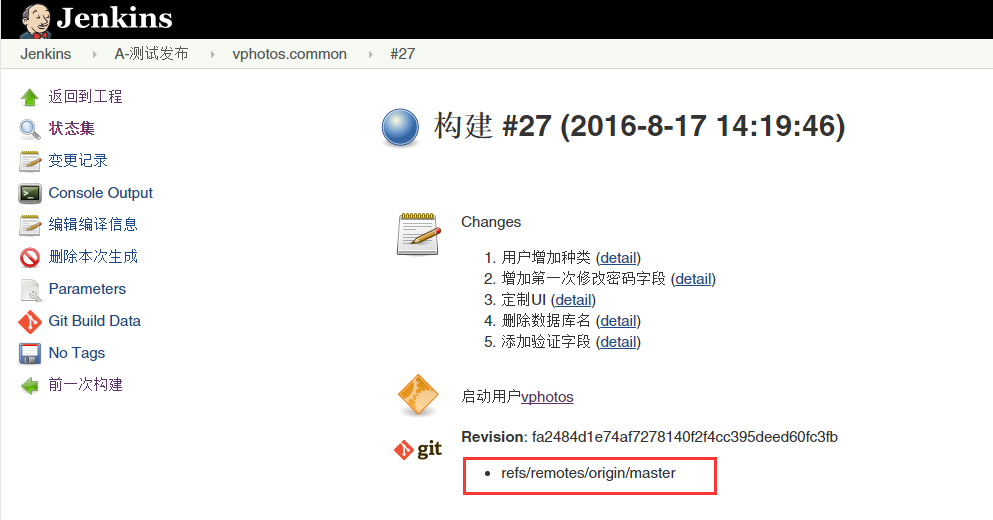 Jenkins
Jenkins A-测试发布 vphotos.common #27
返回到工程
状态集
变更记录
Console Output
编辑编译信息
删除本次生成
Parameters
Git Build Data
No Tags
前一次构建
构建 #27 (2016-8-17 14:19:46)
Changes
1. 用户增加种类 (detail)
2. 增加第一次修改密码字段 (detail)
3. 定制UI (detail)
4. 删除数据库名 (detail)
5. 添加验证字段 (detail)
启动用户vphotos
git
Revision: fa2484d1e74af7278140f2f4cc395deed60fc3fb
• refs/remotes/origin/master